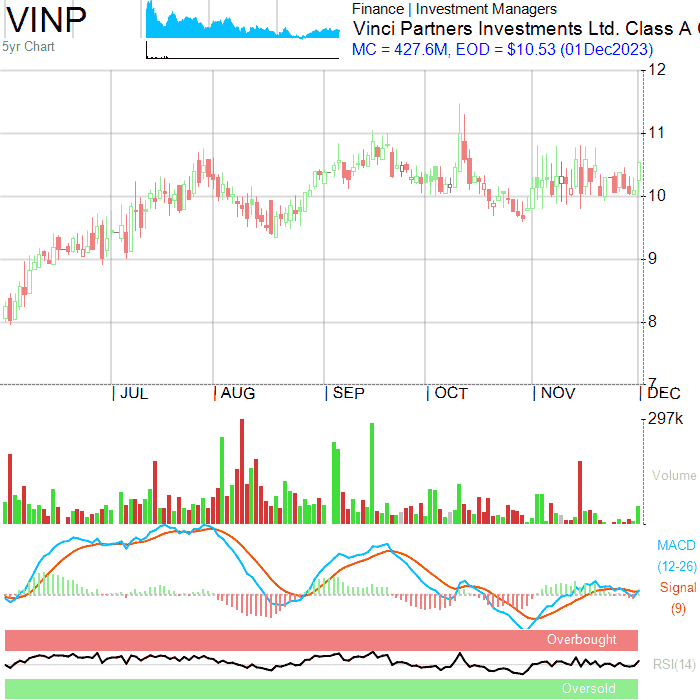 VINP
5yr Chart
Finance | Investment Managers
Vinci Partners Investments Ltd. Class A
MC = 427.6M, EOD = $10.53 (01Dec2023)
12
11
10
9
8
7
| JUL | AUG | SEP | OCT | NOV | DEC
297k
Volume
MACD
(12-26)
Signal
(9)
Overbought
RSI(14)
Oversold